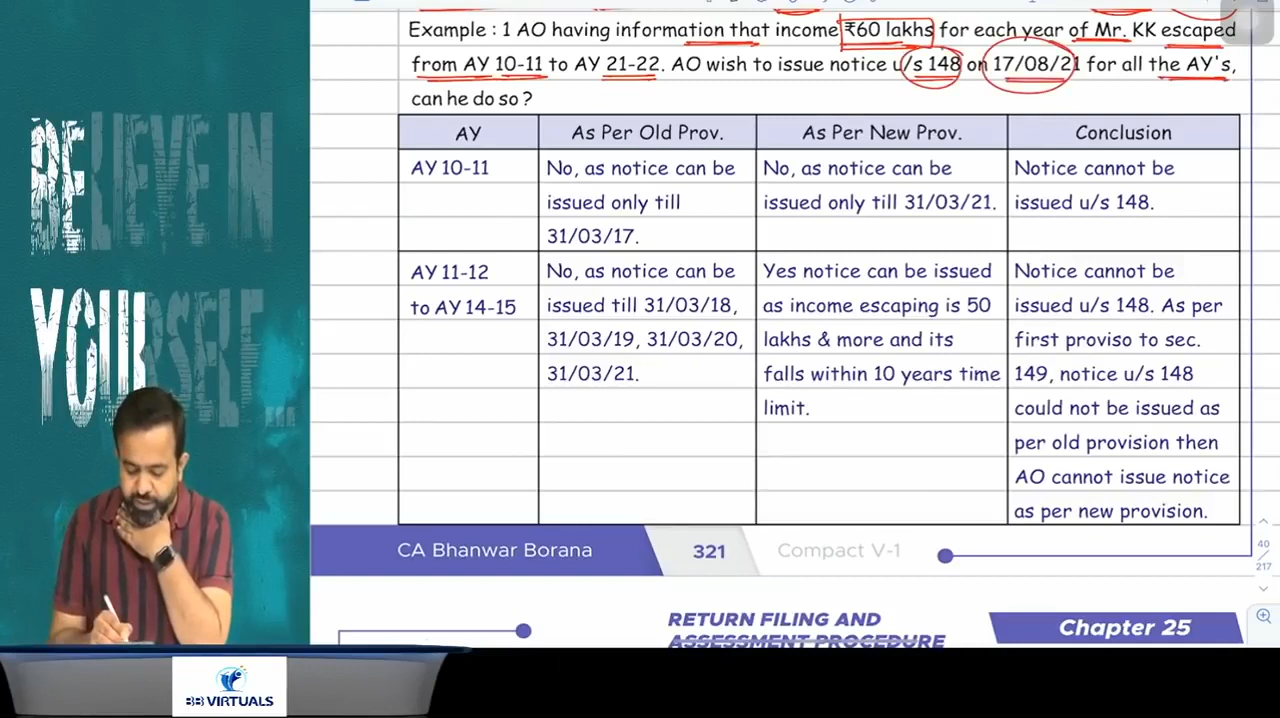 BELIEVE IN
YOURSELF...
Example : 1 AO having information that income ₹60 lakhs for each year of Mr. KK escaped
from AY 10-11 to AY 21-22. AO wish to issue notice u/s 148 on 17/08/21 for all the AY's,
can he do so ?
AY
As Per Old Prov.
As Per New Prov.
Conclusion
AY 10-11
No, as notice can be
issued only till
31/03/17.
No, as notice can be
issued only till 31/03/21.
Notice cannot be
issued u/s 148.
AY 11-12
to AY 14-15
No, as notice can be
issued till 31/03/18,
31/03/19, 31/03/20,
31/03/21.
Yes notice can be issued
as income escaping is 50
lakhs & more and its
falls within 10 years time
limit.
Notice cannot be
issued u/s 148. As per
first proviso to sec.
149, notice u/s 148
could not be issued as
per old provision then
AO cannot issue notice
as per new provision.
CA Bhanwar Borana
321
Compact V-1
40
/
217
RETURN FILING AND
ASSESSMENT PROCEDURE
Chapter 25
BB VIRTUALS